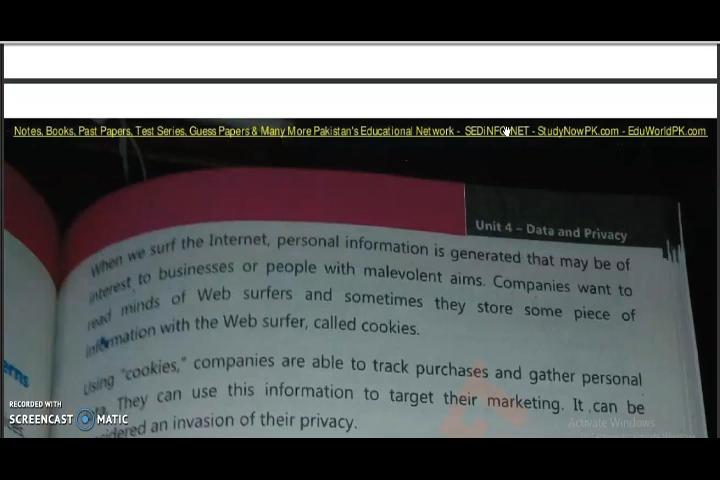 Notes, Books, Past Papers, Test Series, Guess Papers & Many More Pakistan's Educational Network - SEDiNFO.NET - StudyNowPK.com - EduWorldPK.com
Unit 4 – Data and Privacy
When we surf the Internet, personal information is generated that may be of
interest to businesses or people with malevolent aims. Companies want to
read minds of Web surfers and sometimes they store some piece of
information with the Web surfer, called cookies.
Using "cookies," companies are able to track purchases and gather personal
They can use this information to target their marketing. It can be
an invasion of their privacy.
RECORDED WITH
SCREENCAST MATIC
Activate Windows